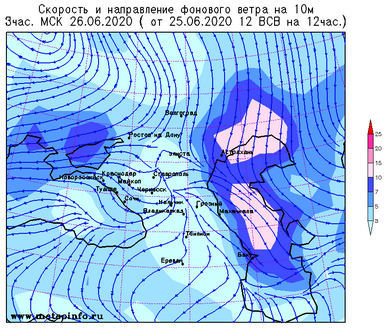 Скорость и направление фонового ветра на 10м
3час. МСК 26.06.2020 ( от 25.06.2020 12 ВСВ на 12час.)
Волгоград
Ростов на Дону
Элиста
Астрахань
Новороссийск
Краснодар
Ставрополь
Майкоп
Туапсе
Черкесск
Сочи
Нальчик
Грозный
Владикавказ
Махачкала
Тбилиси
Баку
Ереван
25
20
15
10
8
5
3
www.meteoinfo.ru